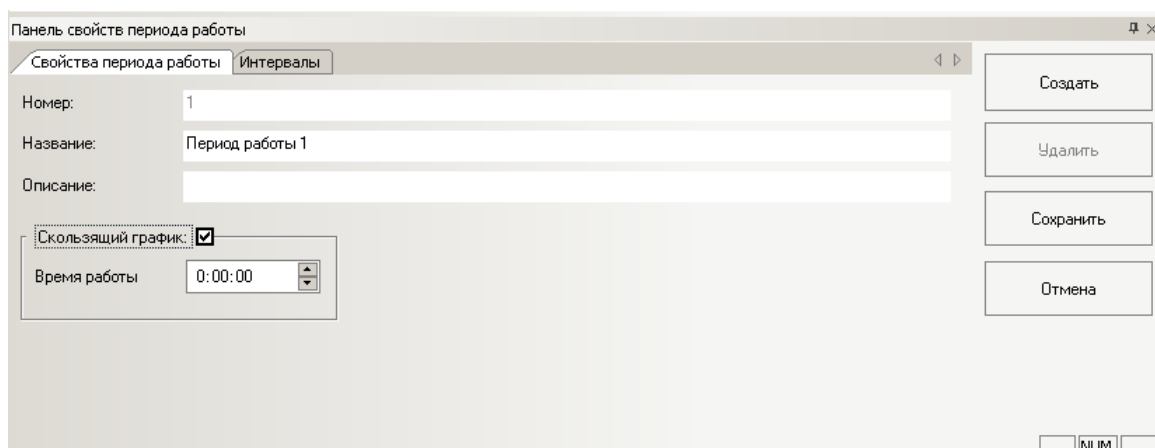 Панель свойств периода работы
Свойства периода работы Интервалы
Создать
Номер: 1
Название: Период работы 1
Удалить
Описание:
Сохранить
Скользящий график:
Время работы 0:00:00
Отмена
NUM